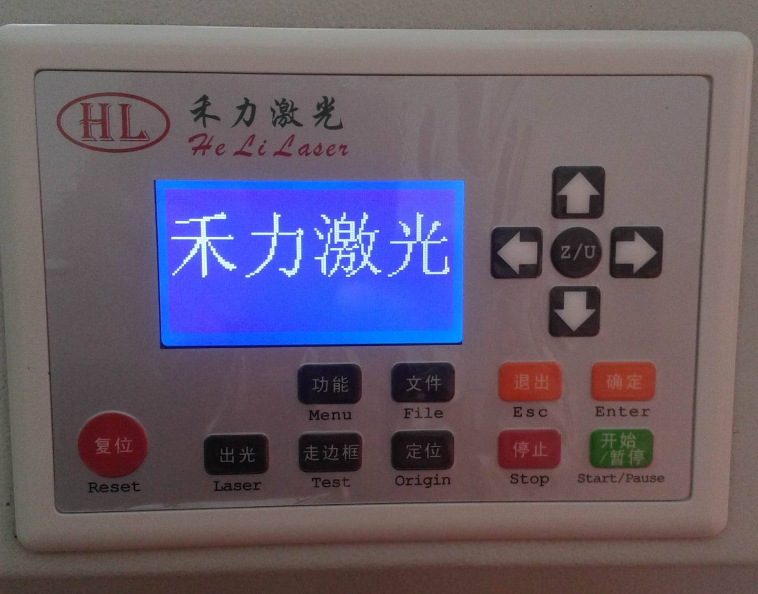 HL
禾力激光
He Li Laser
禾力激光
Z/U
功能
Menu
文件
File
退出
Esc
确定
Enter
复位
Reset
出光
Laser
走边框
Test
定位
Origin
停止
Stop
开始
/暂停
Start/Pause